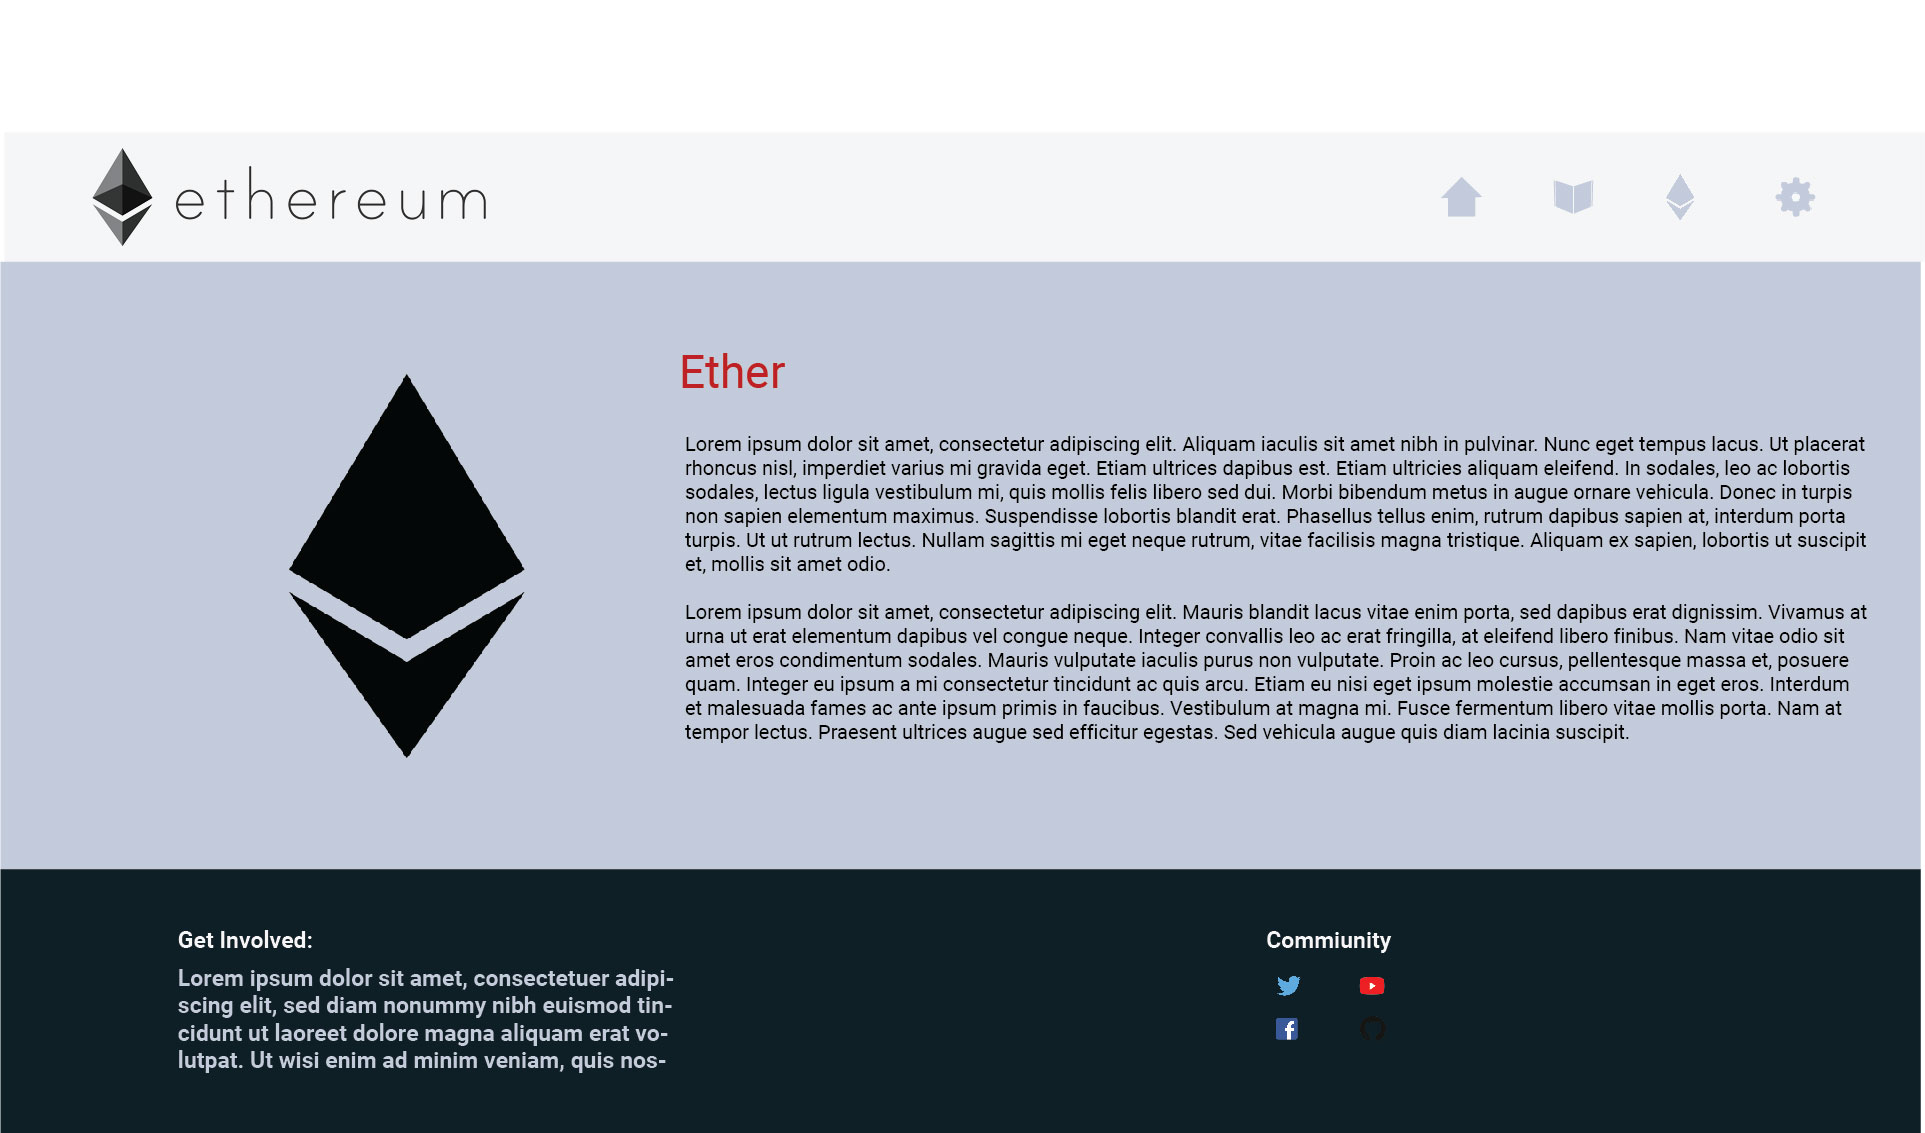 ethereum
Ether
Lorem ipsum dolor sit amet, consectetur adipiscing elit. Aliquam iaculis sit amet nibh in pulvinar. Nunc eget tempus lacus. Ut placerat
rhoncus nisl, imperdiet varius mi gravida eget. Etiam ultrices dapibus est. Etiam ultricies aliquam eleifend. In sodales, leo ac lobortis
sodales, lectus ligula vestibulum mi, quis mollis felis libero sed dui. Morbi bibendum metus in augue ornare vehicula. Donec in turpis
non sapien elementum maximus. Suspendisse lobortis blandit erat. Phasellus tellus enim, rutrum dapibus sapien at, interdum porta
turpis. Ut ut rutrum lectus. Nullam sagittis mi eget neque rutrum, vitae facilisis magna tristique. Aliquam ex sapien, lobortis ut suscipit
et, mollis sit amet odio.
Lorem ipsum dolor sit amet, consectetur adipiscing elit. Mauris blandit lacus vitae enim porta, sed dapibus erat dignissim. Vivamus at
urna ut erat elementum dapibus vel congue neque. Integer convallis leo ac erat fringilla, at eleifend libero finibus. Nam vitae odio sit
amet eros condimentum sodales. Mauris vulputate iaculis purus non vulputate. Proin ac leo cursus, pellentesque massa et, posuere
quam. Integer eu ipsum a mi consectetur tincidunt ac quis arcu. Etiam eu nisi eget ipsum molestie accumsan in eget eros. Interdum
et malesuada fames ac ante ipsum primis in faucibus. Vestibulum at magna mi. Fusce fermentum libero vitae mollis porta. Nam at
tempor lectus. Praesent ultrices augue sed efficitur egestas. Sed vehicula augue quis diam lacinia suscipit.
Get Involved:
Lorem ipsum dolor sit amet, consectetuer adipi-
scing elit, sed diam nonummy nibh euismod tin-
cidunt ut laoreet dolore magna aliquam erat vo-
lutpat. Ut wisi enim ad minim veniam, quis nos-
Commiunity